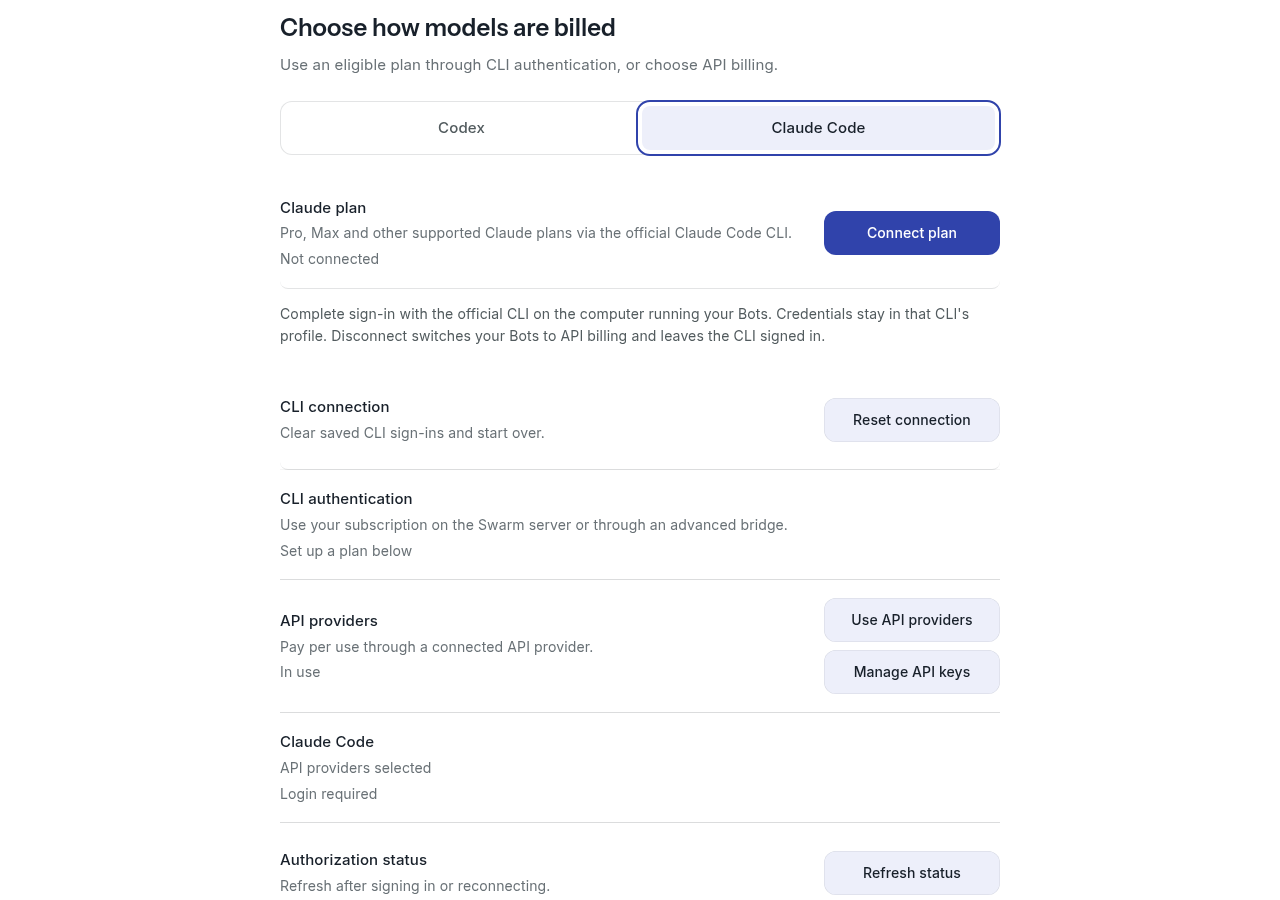 Choose how models are billed
Use an eligible plan through CLI authentication, or choose API billing.
Codex
Claude Code
Claude plan
Pro, Max and other supported Claude plans via the official Claude Code CLI.
Not connected
Connect plan
Complete sign-in with the official CLI on the computer running your Bots. Credentials stay in that CLI's
profile. Disconnect switches your Bots to API billing and leaves the CLI signed in.
CLI connection
Clear saved CLI sign-ins and start over.
Reset connection
CLI authentication
Use your subscription on the Swarm server or through an advanced bridge.
Set up a plan below
API providers
Pay per use through a connected API provider.
In use
Use API providers
Manage API keys
Claude Code
API providers selected
Login required
Authorization status
Refresh after signing in or reconnecting.
Refresh status